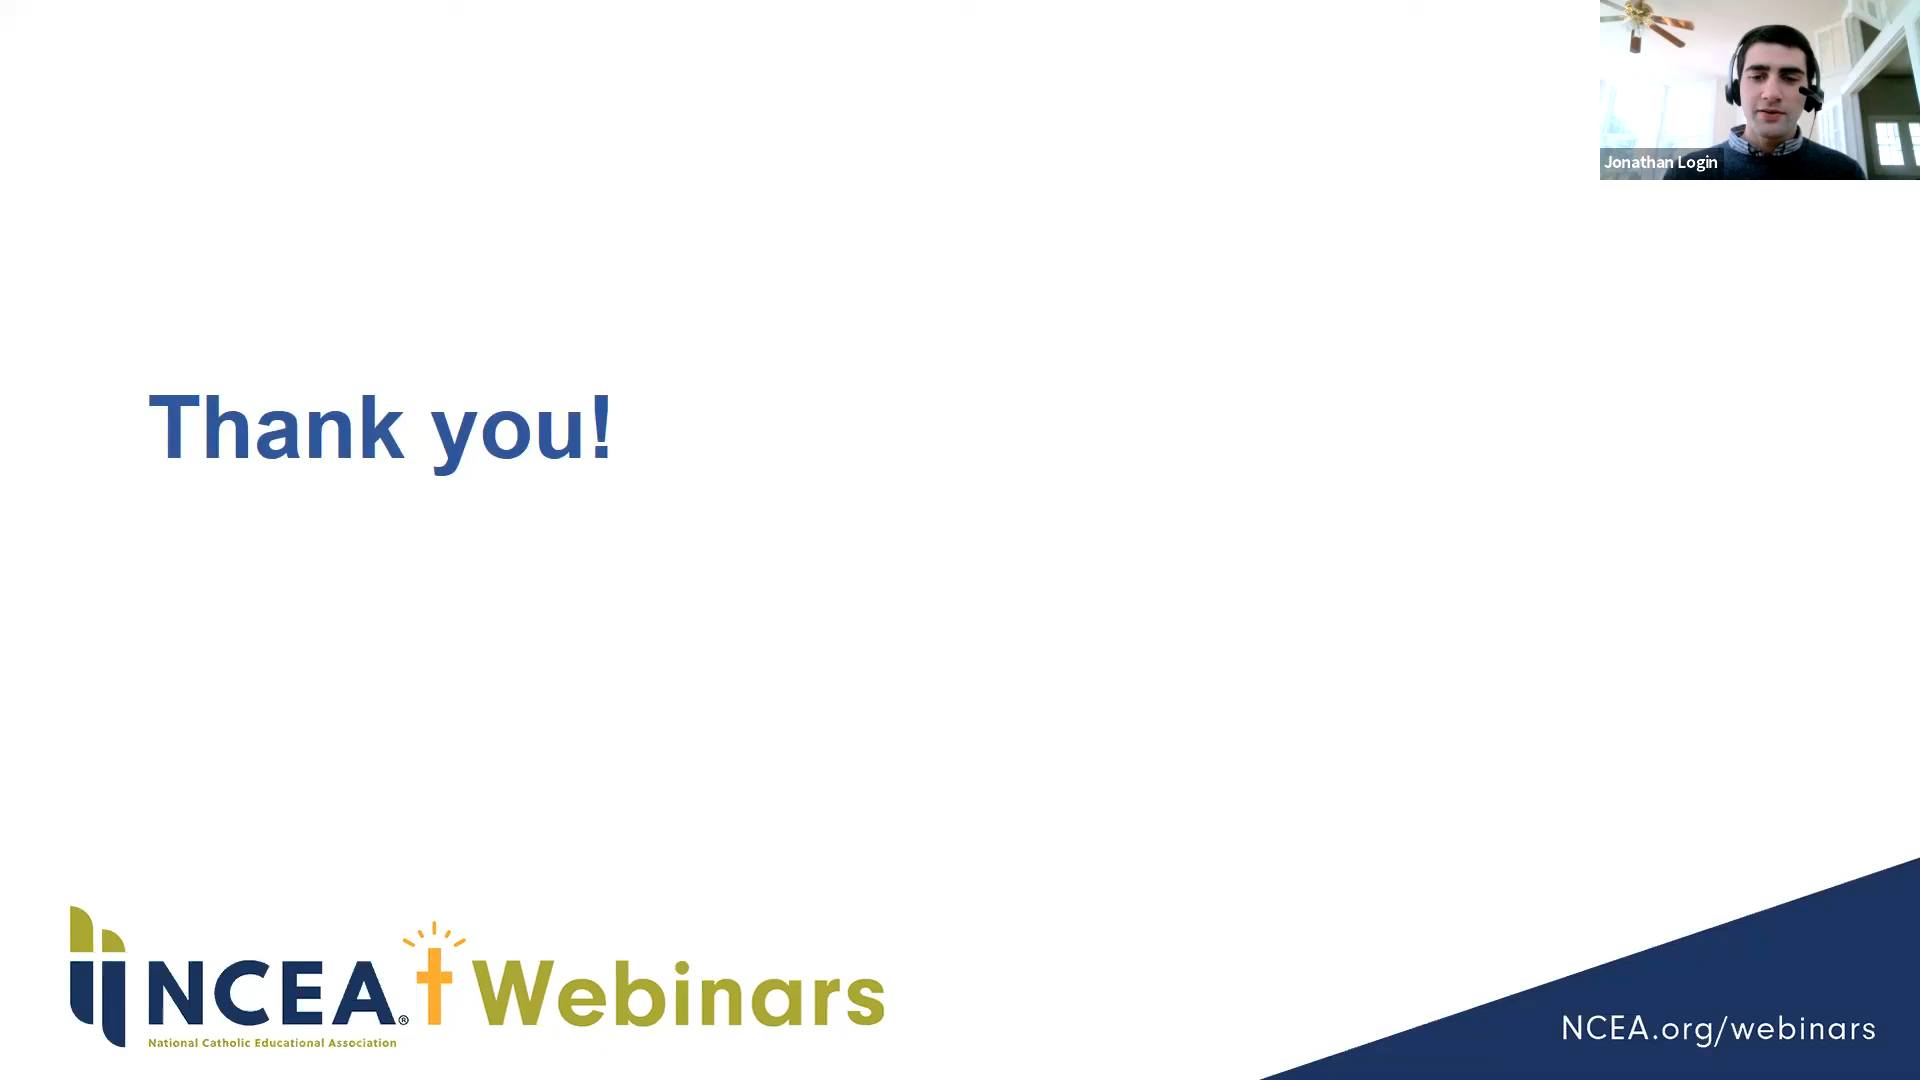 Jonathan Login
Thank you!
NCEA® Webinars
National Catholic Educational Association
NCEA.org/webinars